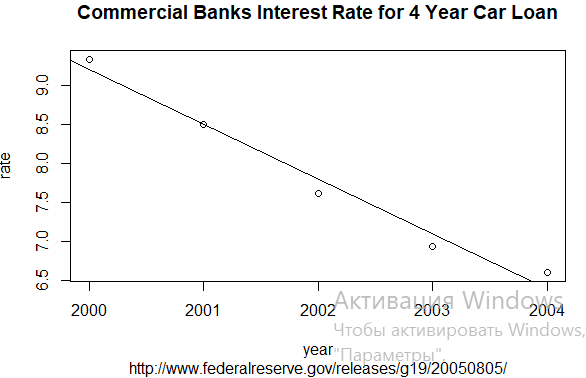 Commercial Banks Interest Rate for 4 Year Car Loan
9.0
8.5
8.0
7.5
7.0
6.5
rate
2000 2001 2002 2003 2004
year
http://www.federalreserve.gov/releases/g19/20050805/
Активация Windows
Чтобы активировать Windows,
"Параметры".